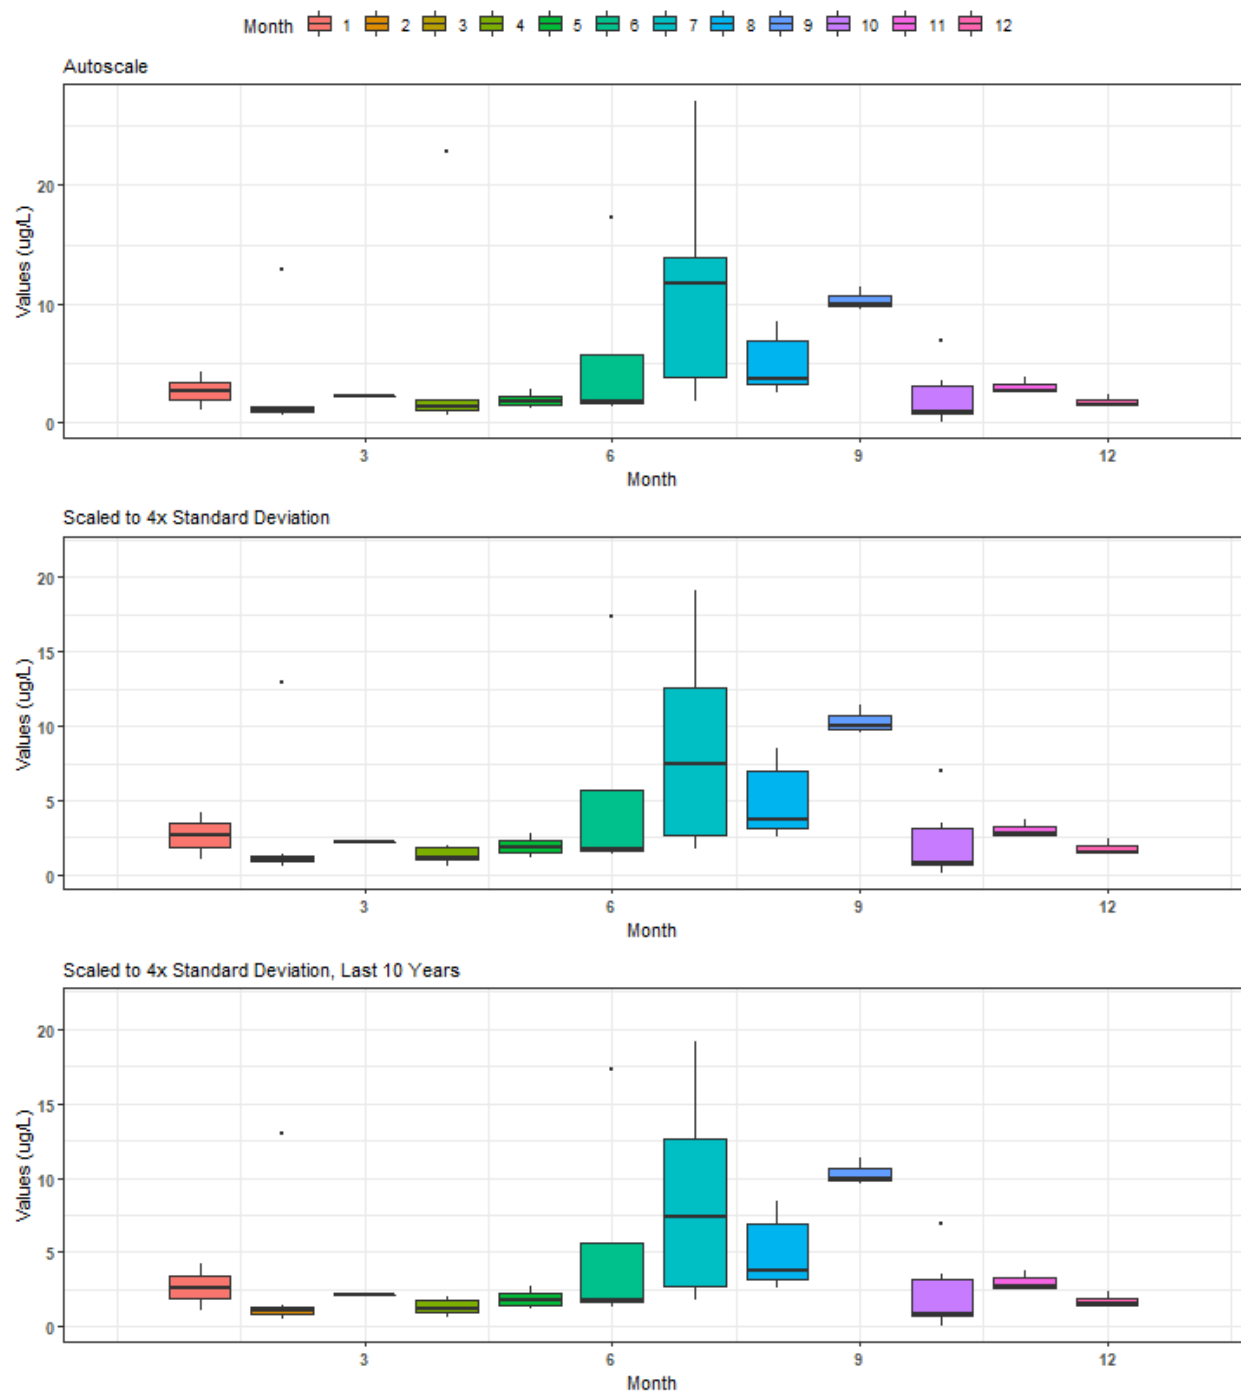 Month 1 2 3 4 5 6 7 8 9 10 11 12
Autoscale
Values (ug/L)
20
10
0
3 6 9 12
Month
Scaled to 4x Standard Deviation
Values (ug/L)
20
15
10
5
0
3 6 9 12
Month
Scaled to 4x Standard Deviation, Last 10 Years
Values (ug/L)
20
15
10
5
0
3 6 9 12
Month